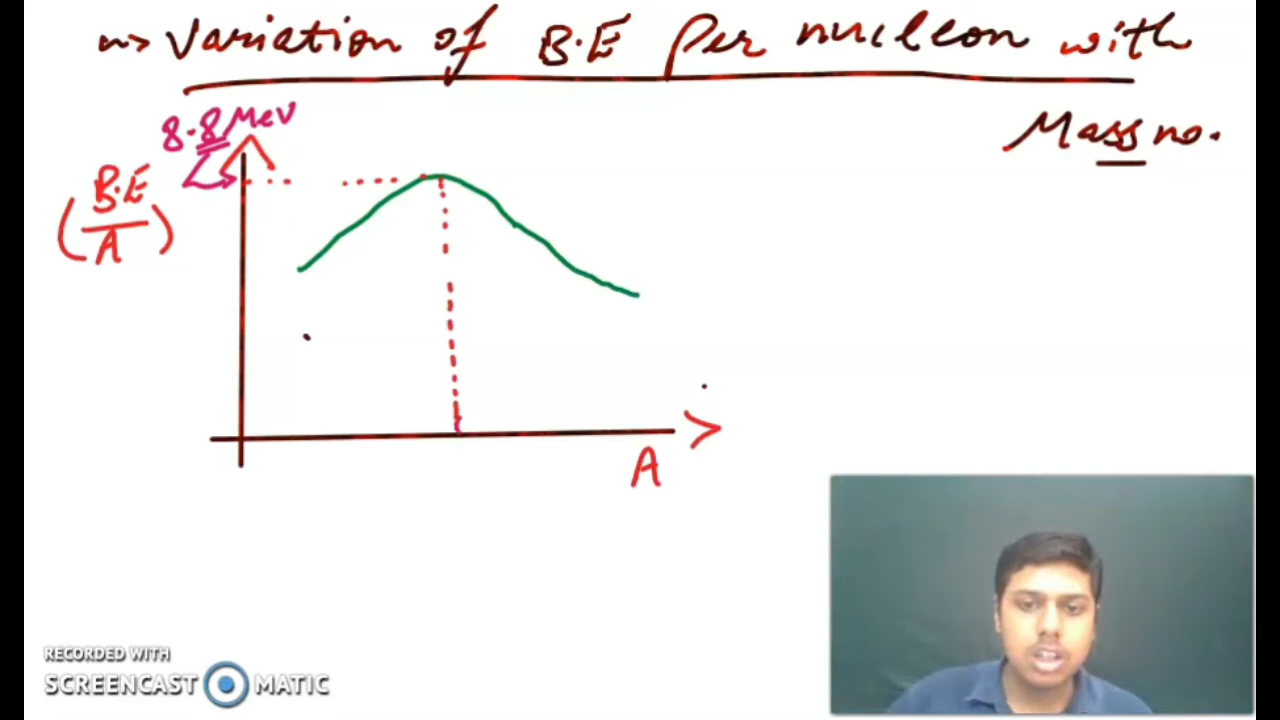 Variation of B.E Per nucleon with
Mass no.
8.8 MeV
(B.E/A)
A
RECORDED WITH
SCREENCAST MATIC